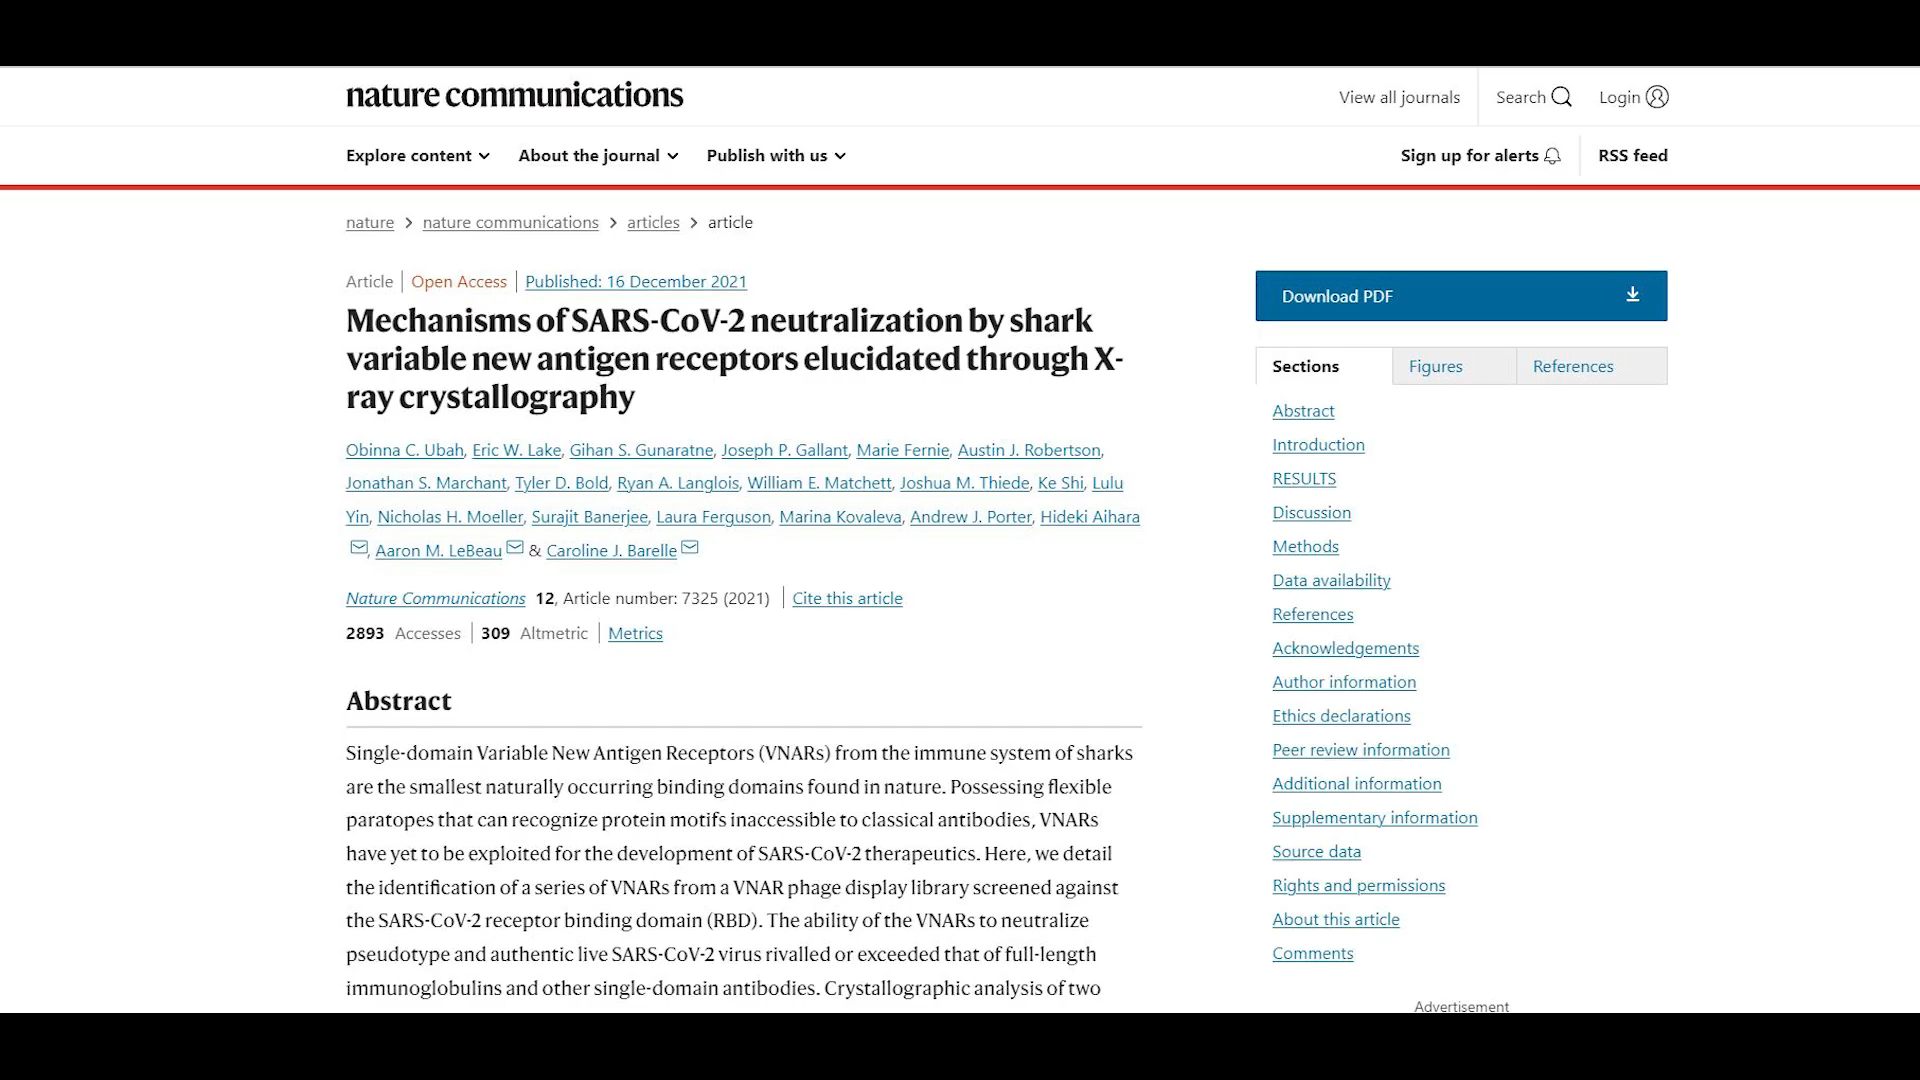 nature communications
View all journals
Search
Login
Explore content
About the journal
Publish with us
Sign up for alerts
RSS feed
nature > nature communications > articles > article
Article | Open Access | Published: 16 December 2021
Mechanisms of SARS-CoV-2 neutralization by shark
variable new antigen receptors elucidated through X-
ray crystallography
Obinna C. Ubah, Eric W. Lake, Gihan S. Gunaratne, Joseph P. Gallant, Marie Fernie, Austin J. Robertson,
Jonathan S. Marchant, Tyler D. Bold, Ryan A. Langlois, William E. Matchett, Joshua M. Thiede, Ke Shi, Lulu
Yin, Nicholas H. Moeller, Surajit Banerjee, Laura Ferguson, Marina Kovaleva, Andrew J. Porter, Hideki Aihara
, Aaron M. LeBeau & Caroline J. Barelle
Nature Communications 12, Article number: 7325 (2021) | Cite this article
2893 Accesses | 309 Altmetric | Metrics
Abstract
Single-domain Variable New Antigen Receptors (VNARs) from the immune system of sharks
are the smallest naturally occurring binding domains found in nature. Possessing flexible
paratopes that can recognize protein motifs inaccessible to classical antibodies, VNARs
have yet to be exploited for the development of SARS-CoV-2 therapeutics. Here, we detail
the identification of a series of VNARs from a VNAR phage display library screened against
the SARS-CoV-2 receptor binding domain (RBD). The ability of the VNARs to neutralize
pseudotype and authentic live SARS-CoV-2 virus rivalled or exceeded that of full-length
immunoglobulins and other single-domain antibodies. Crystallographic analysis of two
Download PDF
Sections
Figures
References
Abstract
Introduction
RESULTS
Discussion
Methods
Data availability
References
Acknowledgements
Author information
Ethics declarations
Peer review information
Additional information
Supplementary information
Source data
Rights and permissions
About this article
Comments
Advertisement